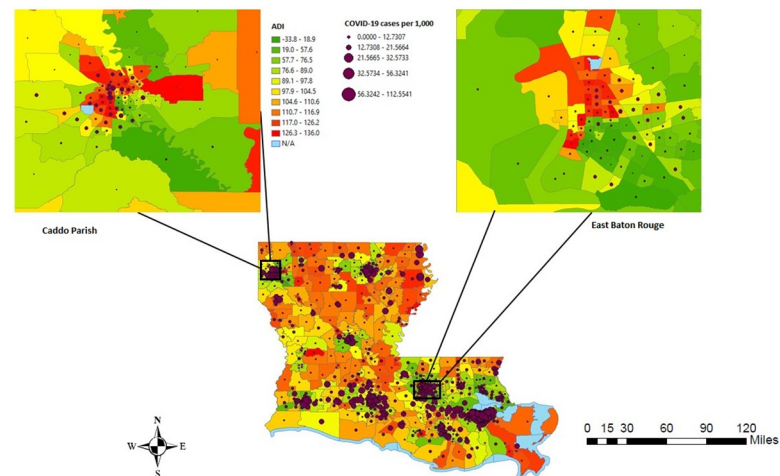 ADI
-33.8 - 18.9
19.0 - 57.6
57.7 - 76.5
76.6 - 89.0
89.1 - 97.8
97.9 - 104.5
104.6 - 110.6
110.7 - 116.9
117.0 - 126.2
126.3 - 136.0
N/A
COVID-19 cases per 1,000
0.0000 - 12.7307
12.7308 - 21.5664
21.5665 - 32.5733
32.5734 - 56.3241
56.3242 - 112.5541
Caddo Parish
East Baton Rouge
N
W E
S
0 15 30 60 90 120
Miles